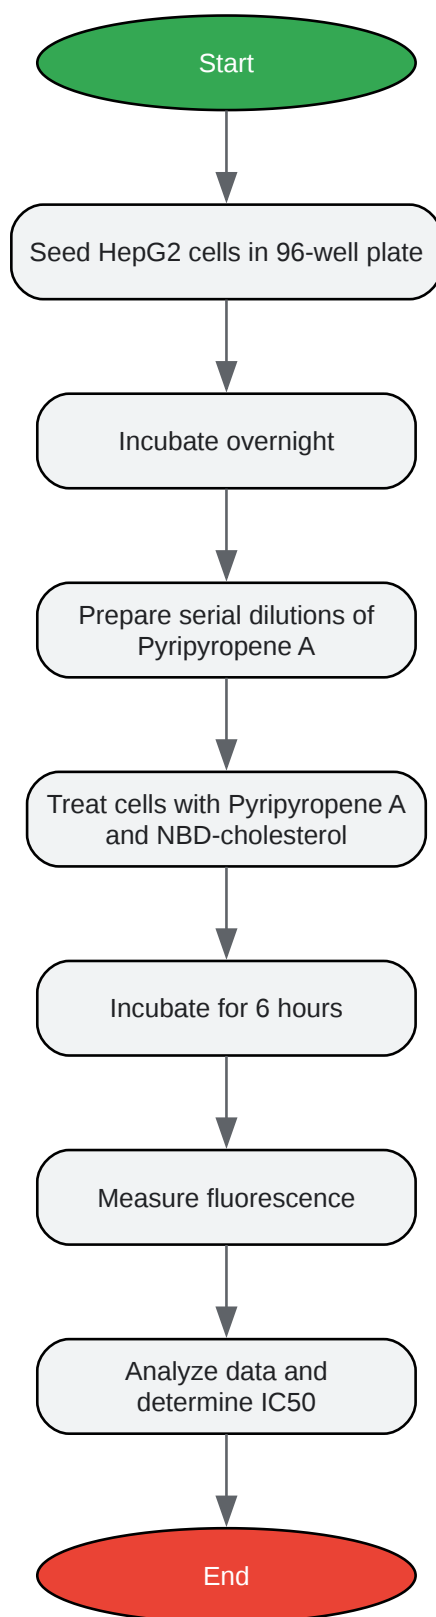 Start
Seed HepG2 cells in 96-well plate
Incubate overnight
Prepare serial dilutions of
Pyripyropene A
Treat cells with Pyripyropene A
and NBD-cholesterol
Incubate for 6 hours
Measure fluorescence
Analyze data and
determine IC50
End